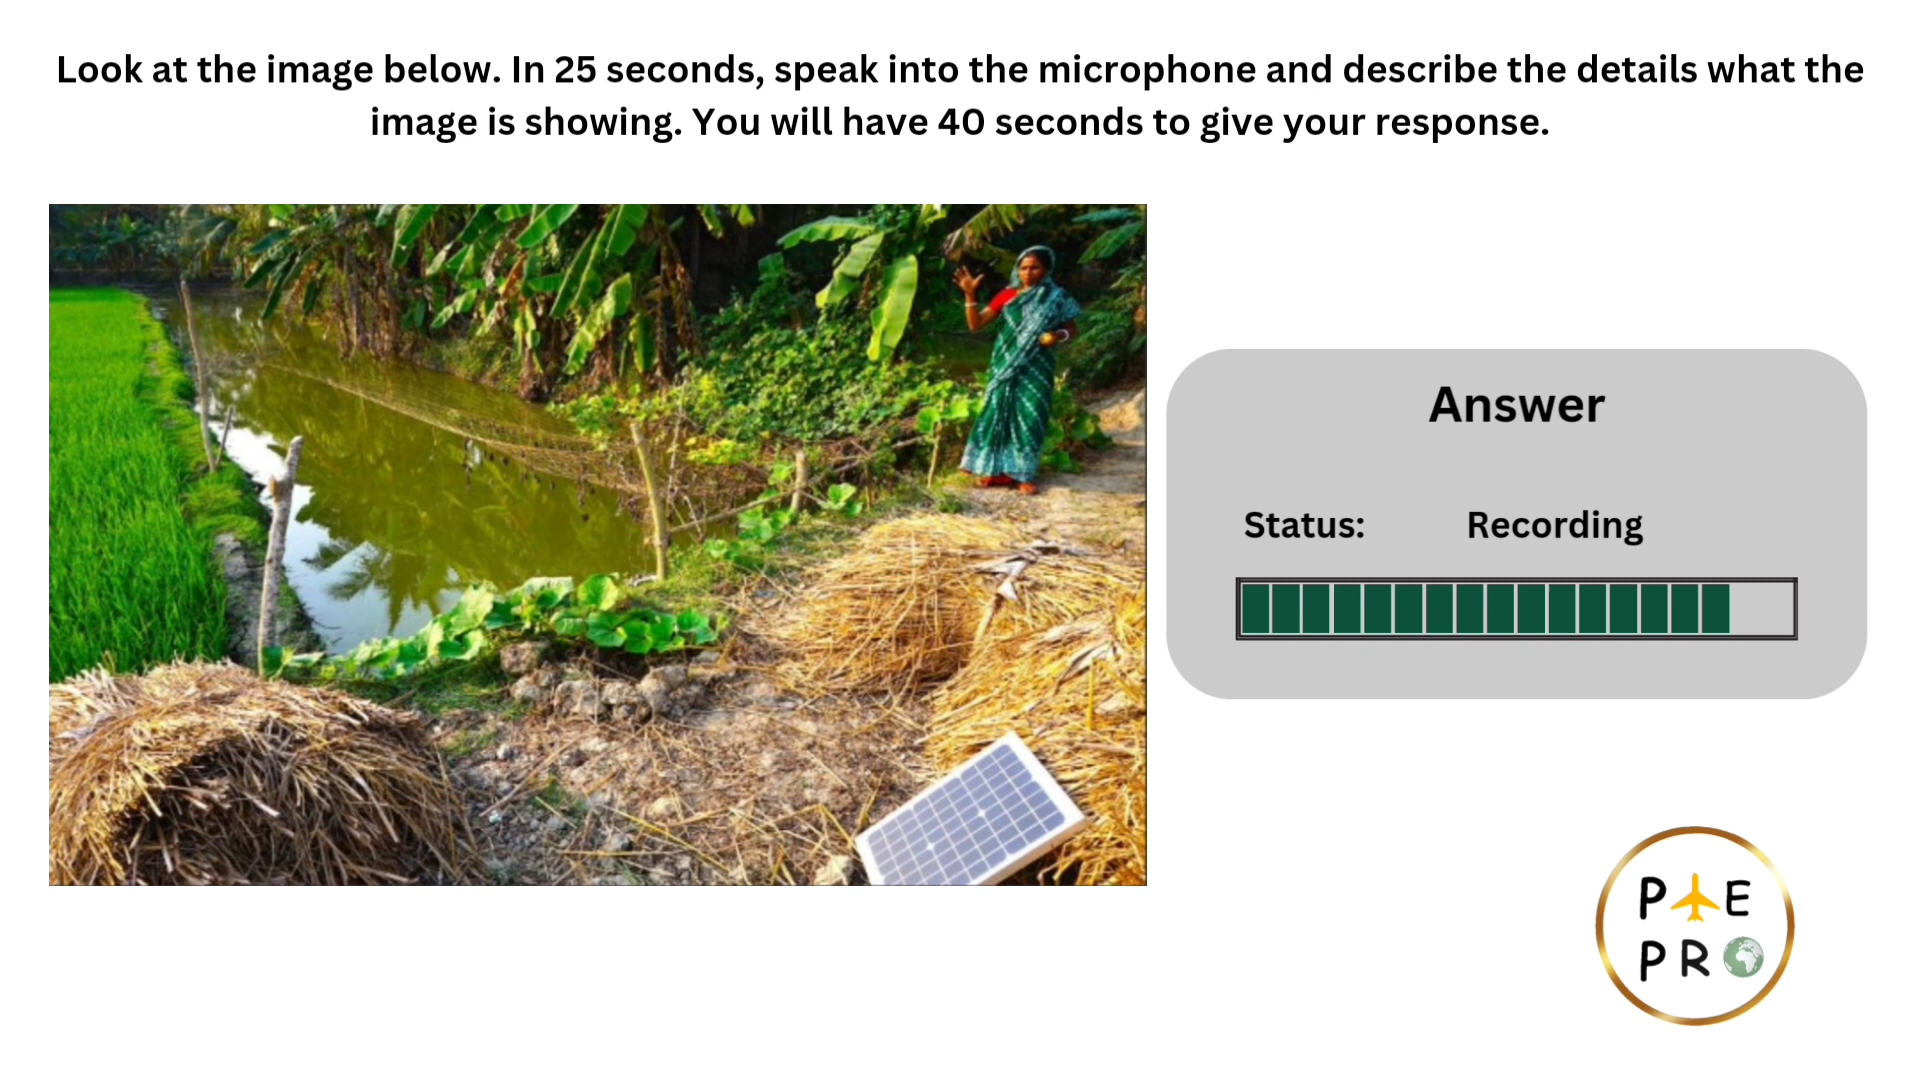 Look at the image below. In 25 seconds, speak into the microphone and describe the details what the
image is showing. You will have 40 seconds to give your response.
Answer
Status: Recording
P E
PR